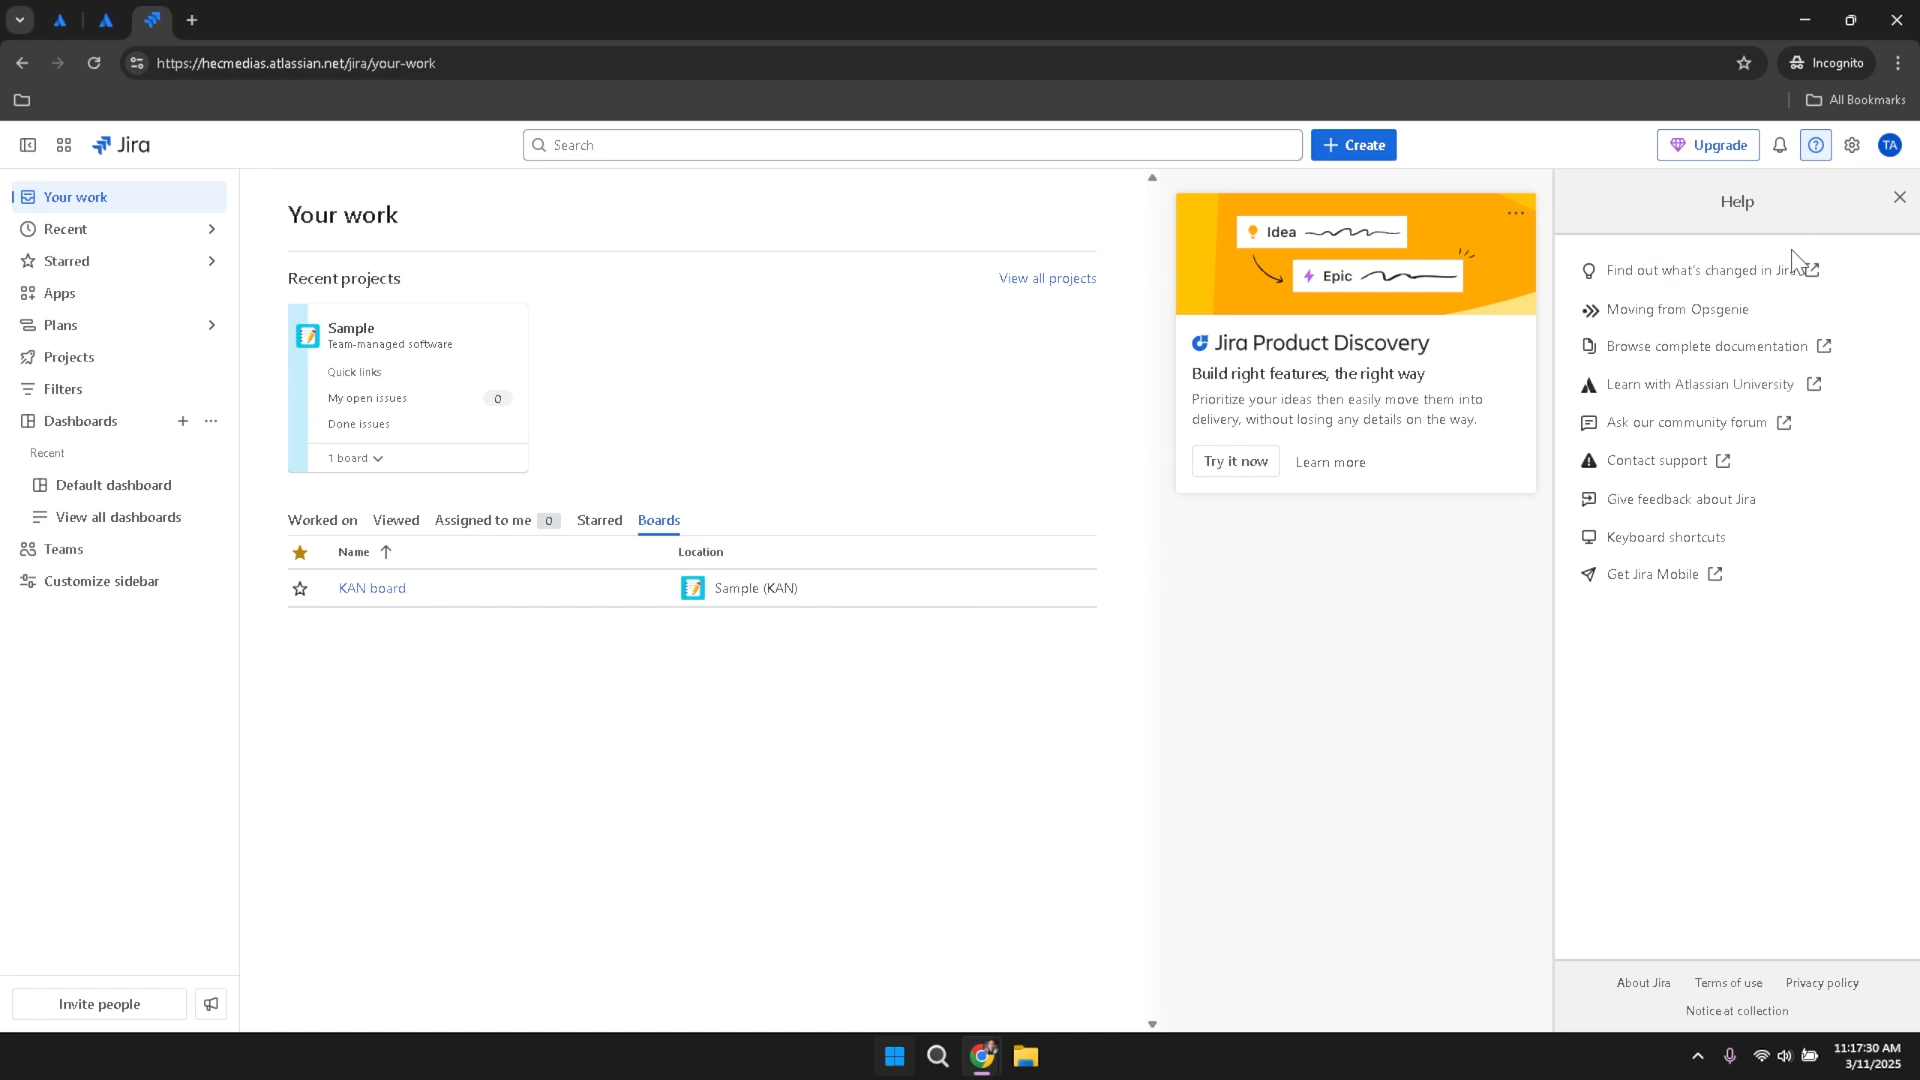 https://hecmedias.atlassian.net/jira/your-work
Incognito
All Bookmarks
Jira
Search
Create
Upgrade
TA
Your work
Recent
Starred
Apps
Plans
Projects
Filters
Dashboards
Recent
Default dashboard
View all dashboards
Teams
Customize sidebar
Invite people
Your work
Recent projects
View all projects
Sample
Team-managed software
Quick links
My open issues 0
Done issues
1 board
Worked on Viewed Assigned to me 0 Starred Boards
Name Location
KAN board Sample (KAN)
Idea
Epic
Jira Product Discovery
Build right features, the right way
Prioritize your ideas then easily move them into
delivery, without losing any details on the way.
Try it now Learn more
Help
Find out what's changed in Jira
Moving from Opsgenie
Browse complete documentation
Learn with Atlassian University
Ask our community forum
Contact support
Give feedback about Jira
Keyboard shortcuts
Get Jira Mobile
About Jira Terms of use Privacy policy
Notice at collection
11:17:30 AM
3/11/2025